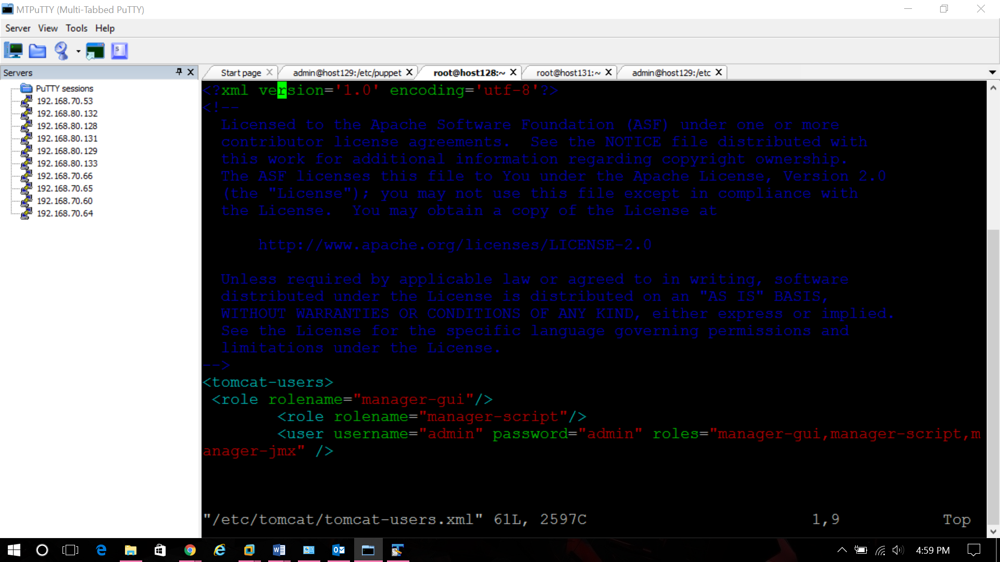 MTPuTTY (Multi-Tabbed PuTTY)
Server View Tools Help
Servers
PuTTY sessions
192.168.70.53
192.168.80.132
192.168.80.128
192.168.80.131
192.168.80.129
192.168.80.133
192.168.70.66
192.168.70.65
192.168.70.60
192.168.70.64
Start page admin@host129:/etc/puppet root@host128:~ root@host131:~ admin@host129:/etc
<?xml version='1.0' encoding='utf-8'?>
<!--
Licensed to the Apache Software Foundation (ASF) under one or more
contributor license agreements.  See the NOTICE file distributed with
this work for additional information regarding copyright ownership.
The ASF licenses this file to You under the Apache License, Version 2.0
(the "License"); you may not use this file except in compliance with
the License.  You may obtain a copy of the License at
http://www.apache.org/licenses/LICENSE-2.0
Unless required by applicable law or agreed to in writing, software
distributed under the License is distributed on an "AS IS" BASIS,
WITHOUT WARRANTIES OR CONDITIONS OF ANY KIND, either express or implied.
See the License for the specific language governing permissions and
limitations under the License.
-->
<tomcat-users>
<role rolename="manager-gui"/>
<role rolename="manager-script"/>
<user username="admin" password="admin" roles="manager-gui,manager-script,m
anager-jmx" />
"/etc/tomcat/tomcat-users.xml" 61L, 2597C 1,9 Top
4:59 PM